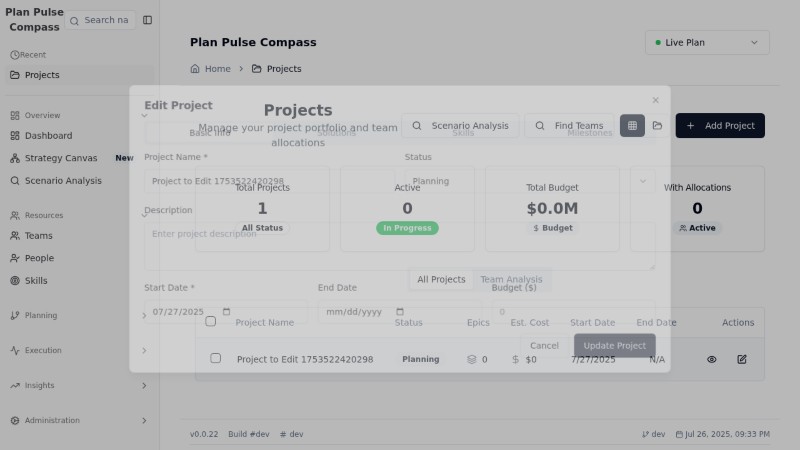 Plan Pulse
Compass
Search na
Recent
Projects
Overview
Dashboard
Strategy Canvas New
Scenario Analysis
Resources
Teams
People
Skills
Planning
Execution
Insights
Administration
Plan Pulse Compass
Live Plan
Home > Projects
Projects
Manage your project portfolio and team
allocations
Scenario Analysis
Find Teams
+ Add Project
Total Projects
1
All Status
Active
0
In Progress
Total Budget
$0.0M
$ Budget
With Allocations
0
Active
All Projects
Team Analysis
Project Name Status Epics Est. Cost Start Date End Date Actions
Project to Edit 1753522420298 Planning 0 $ $0 7/27/2025 N/A
Edit Project
Basic Info Solutions Skills Milestones
Project Name * Status
Project to Edit 1753522420298 Planning
Description
Enter project description
Start Date * End Date Budget ($)
07/27/2025 mm/dd/yyyy 0
Cancel Update Project
v0.0.22 Build #dev # dev
dev Jul 26, 2025, 09:33 PM